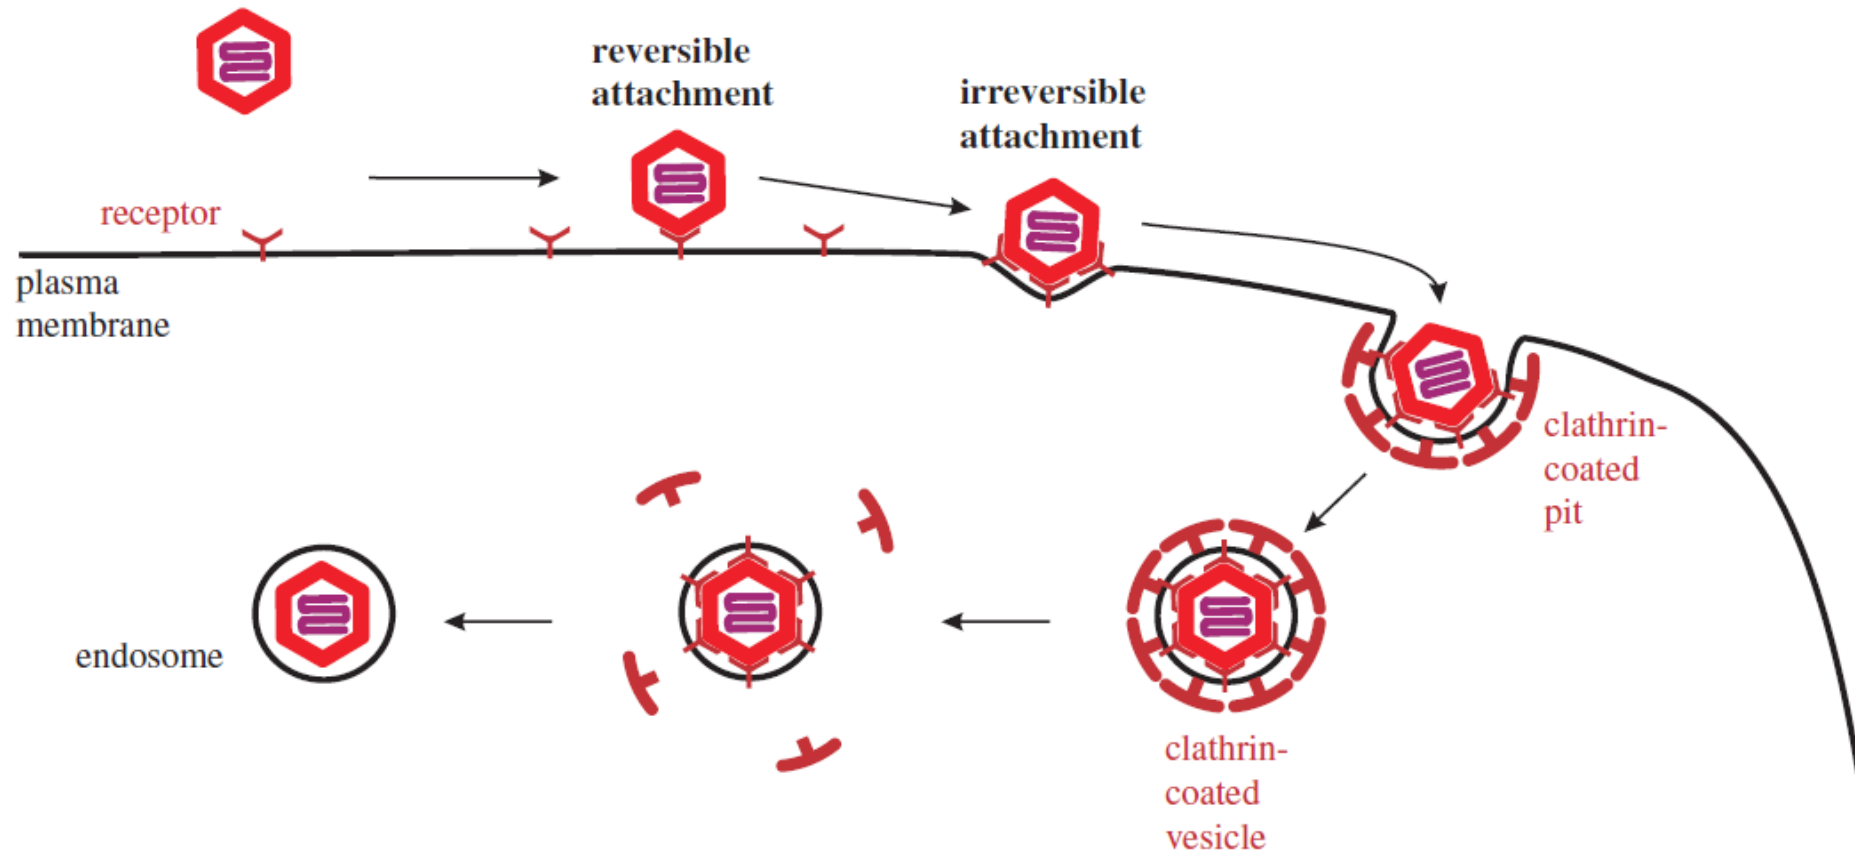 reversible
attachment
irreversible
attachment
receptor
plasma
membrane
clathrin-
coated
pit
endosome
clathrin-
coated
vesicle